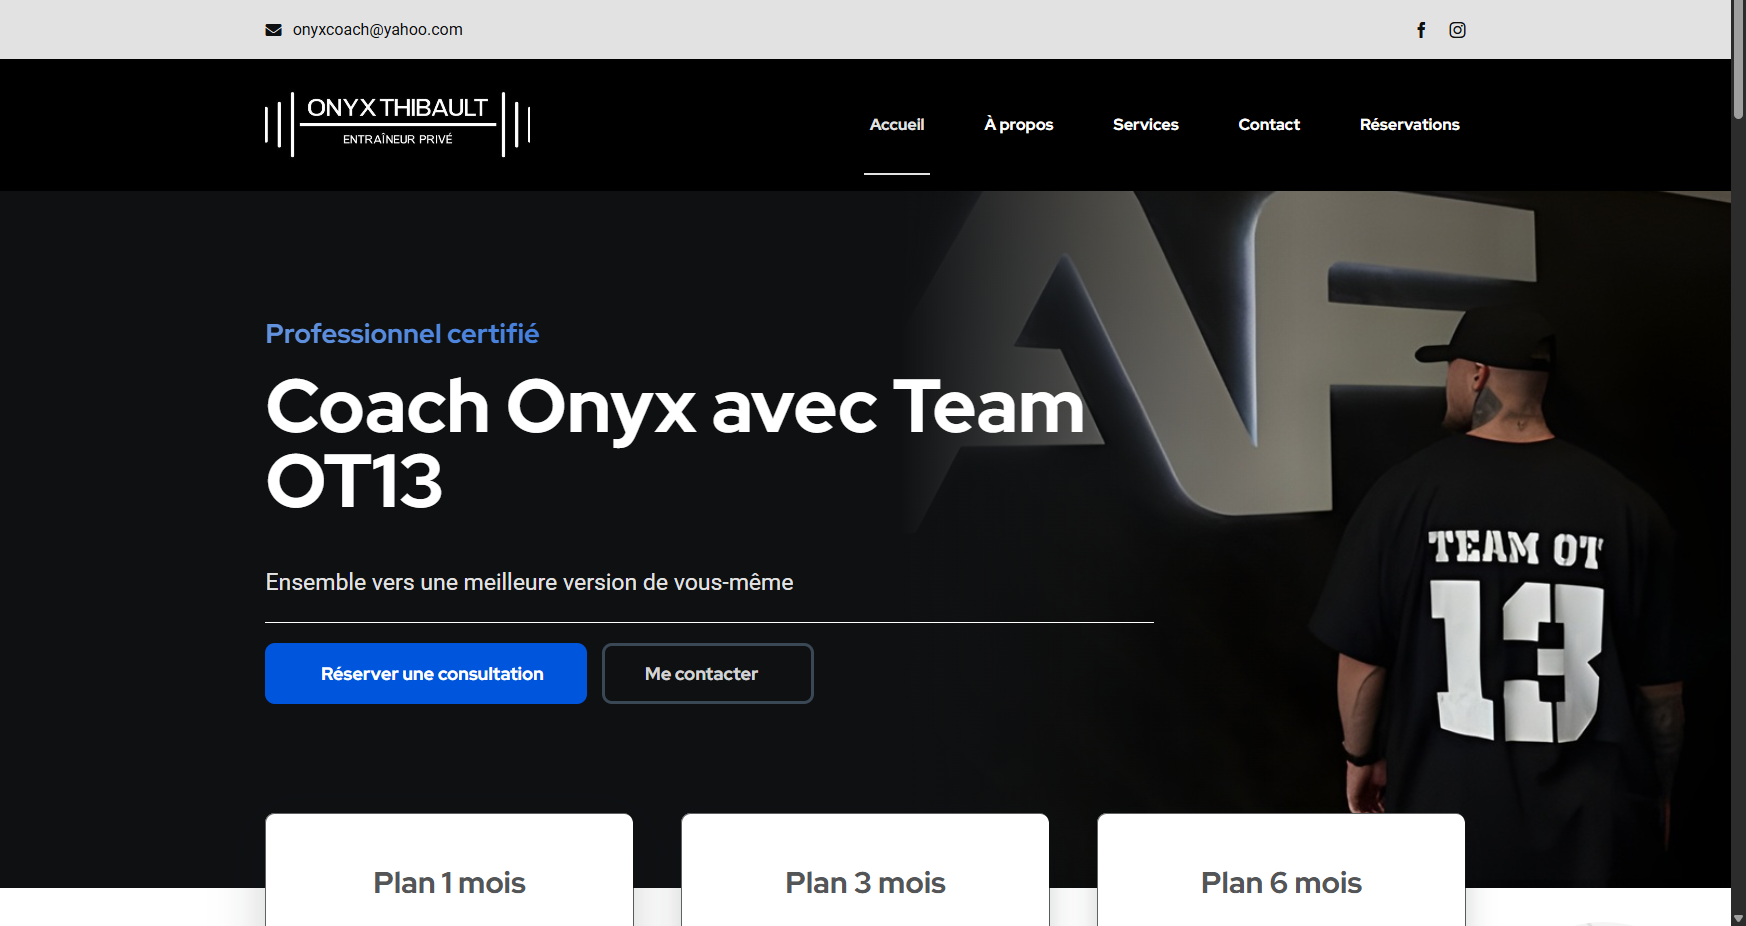 onyxcoach@yahoo.com
ONYX THIBAULT
ENTRAÎNEUR PRIVÉ
Accueil
À propos
Services
Contact
Réservations
AF
Professionnel certifié
Coach Onyx avec Team
OT13
Ensemble vers une meilleure version de vous-même
Réserver une consultation
Me contacter
TEAM OT
13
Plan 1 mois
Plan 3 mois
Plan 6 mois